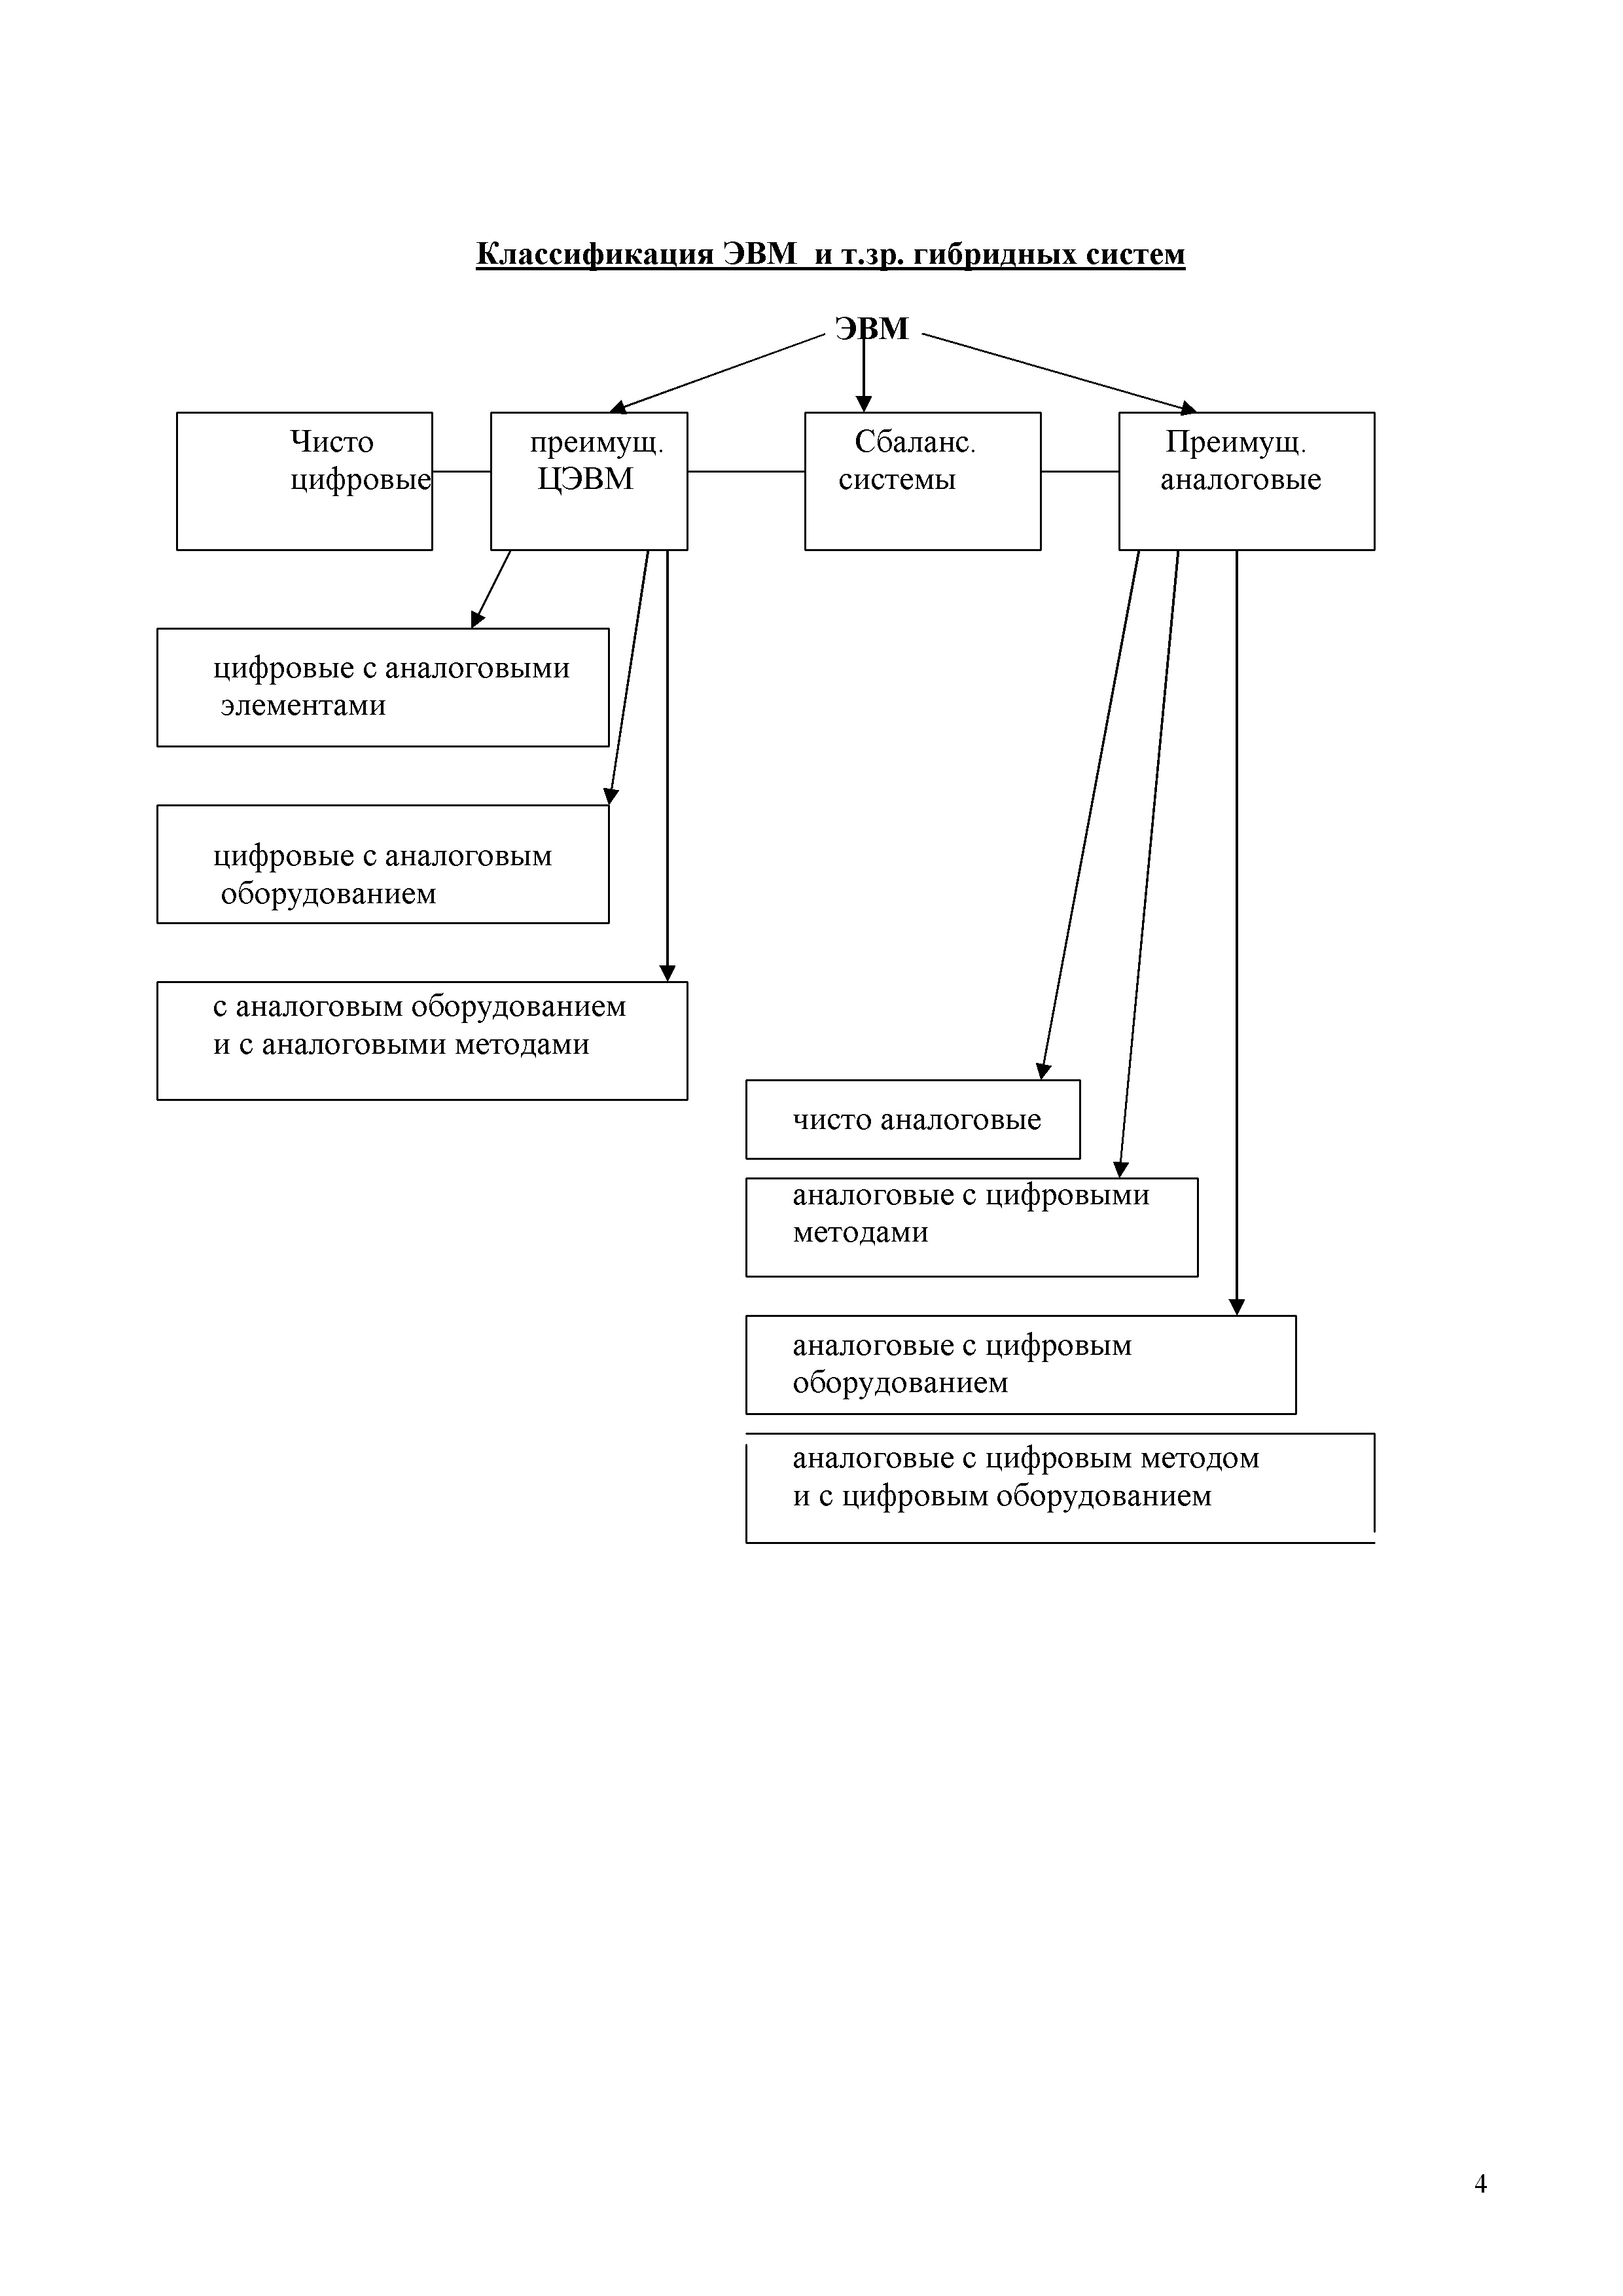 Классификация ЭВМ  и т.зр. гибридных систем
ЭВМ
Чисто
цифровые
преимущ.
ЦЭВМ
Сбаланс.
системы
Преимущ.
аналоговые
цифровые с аналоговыми
элементами
цифровые с аналоговым
оборудованием
с аналоговым оборудованием
и с аналоговыми методами
чисто аналоговые
аналоговые с цифровыми
методами
аналоговые с цифровым
оборудованием
аналоговые с цифровым методом
и с цифровым оборудованием
4